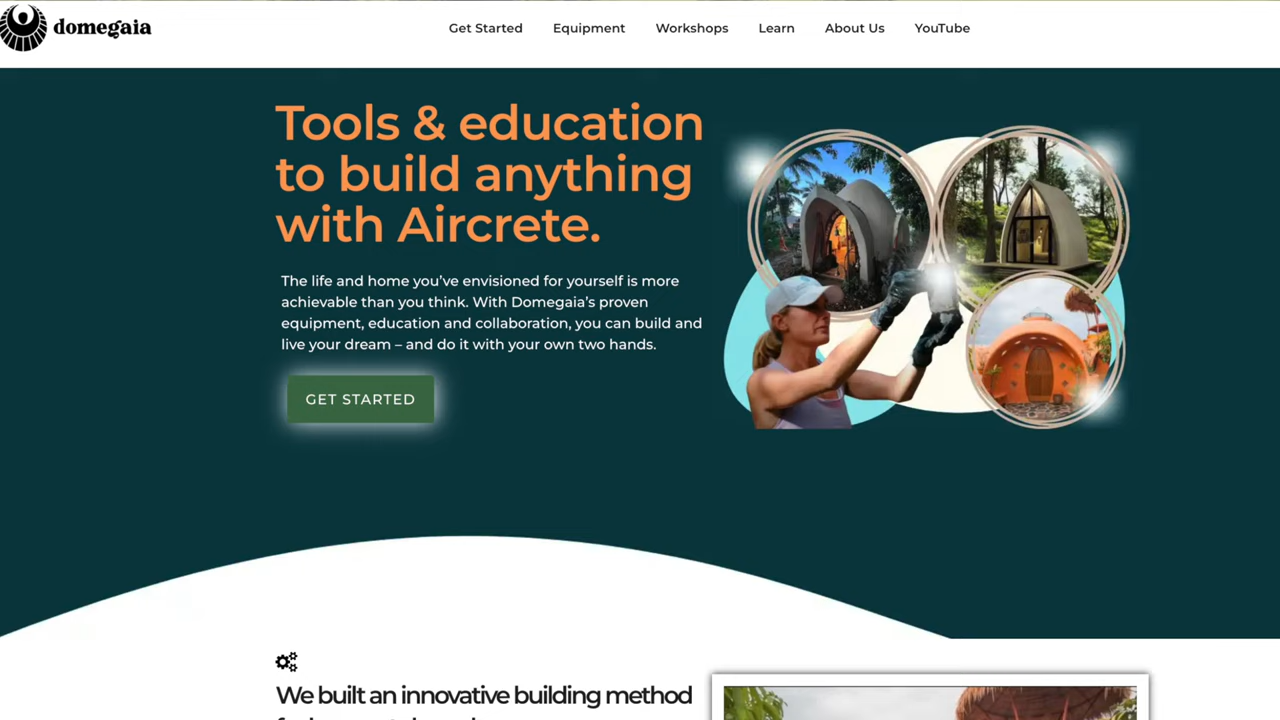 domegaia
Get Started
Equipment
Workshops
Learn
About Us
YouTube
Tools & education
to build anything
with Aircrete.
The life and home you’ve envisioned for yourself is more
achievable than you think. With Domegaia’s proven
equipment, education and collaboration, you can build and
live your dream – and do it with your own two hands.
GET STARTED
We built an innovative building method